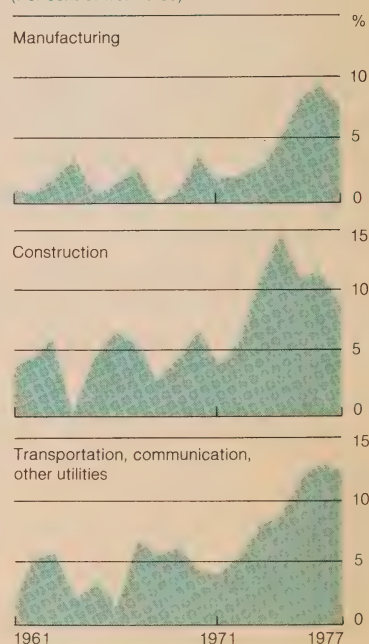 %
Manufacturing
10
5
0
15
Construction
10
5
0
15
Transportation, communication,
other utilities
10
5
0
1961 1971 1977